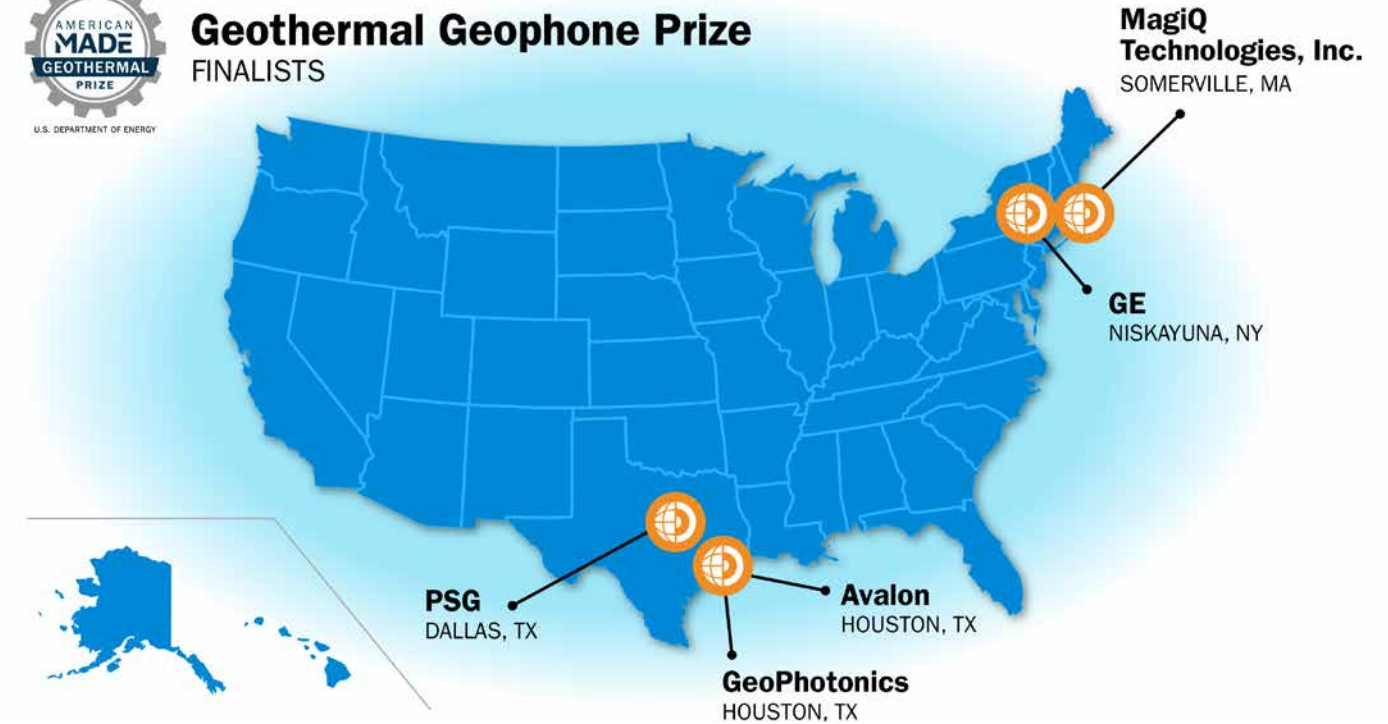 AMERICAN
MADE
GEOTHERMAL
PRIZE
U.S. DEPARTMENT OF ENERGY
Geothermal Geophone Prize
FINALISTS
MagiQ
Technologies, Inc.
SOMERVILLE, MA
GE
NISKAYUNA, NY
PSG
DALLAS, TX
Avalon
HOUSTON, TX
GeoPhotonics
HOUSTON, TX